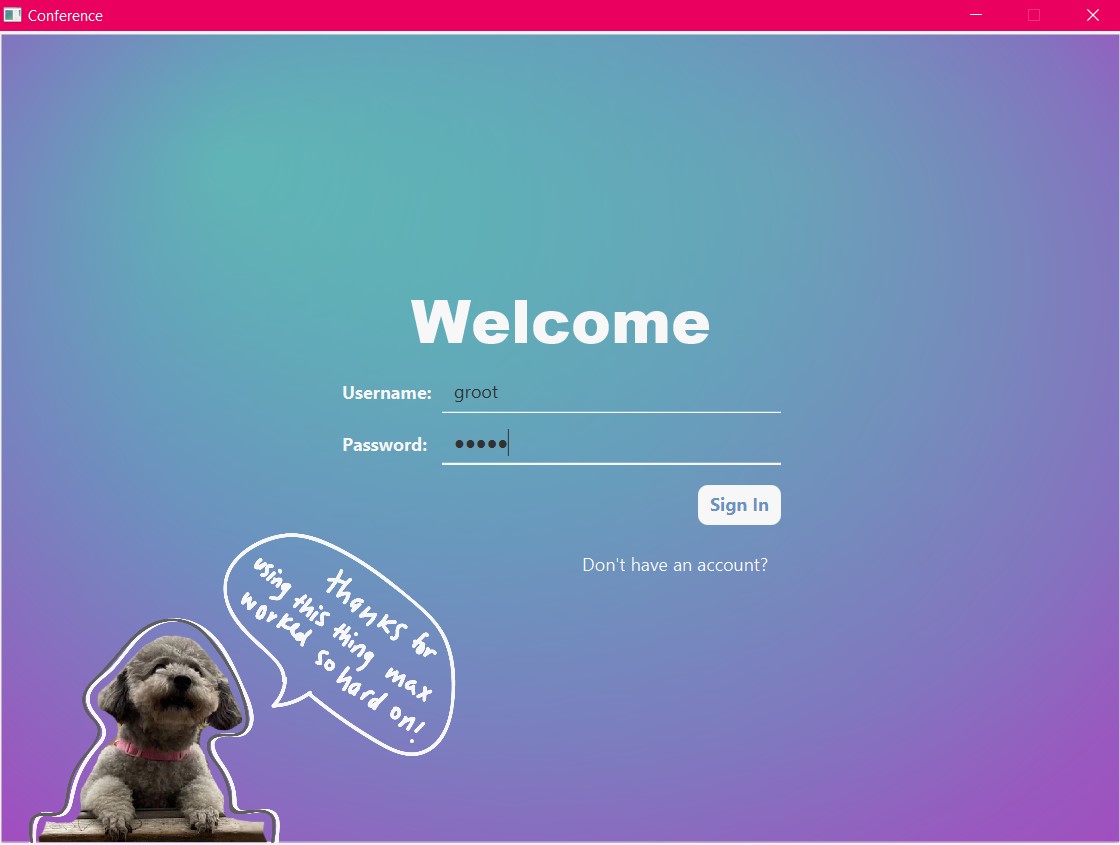 Conference
Welcome
Username: groot
Password: •••••
Sign In
Don't have an account?
thanks for
using this thing max
worked so hard on!